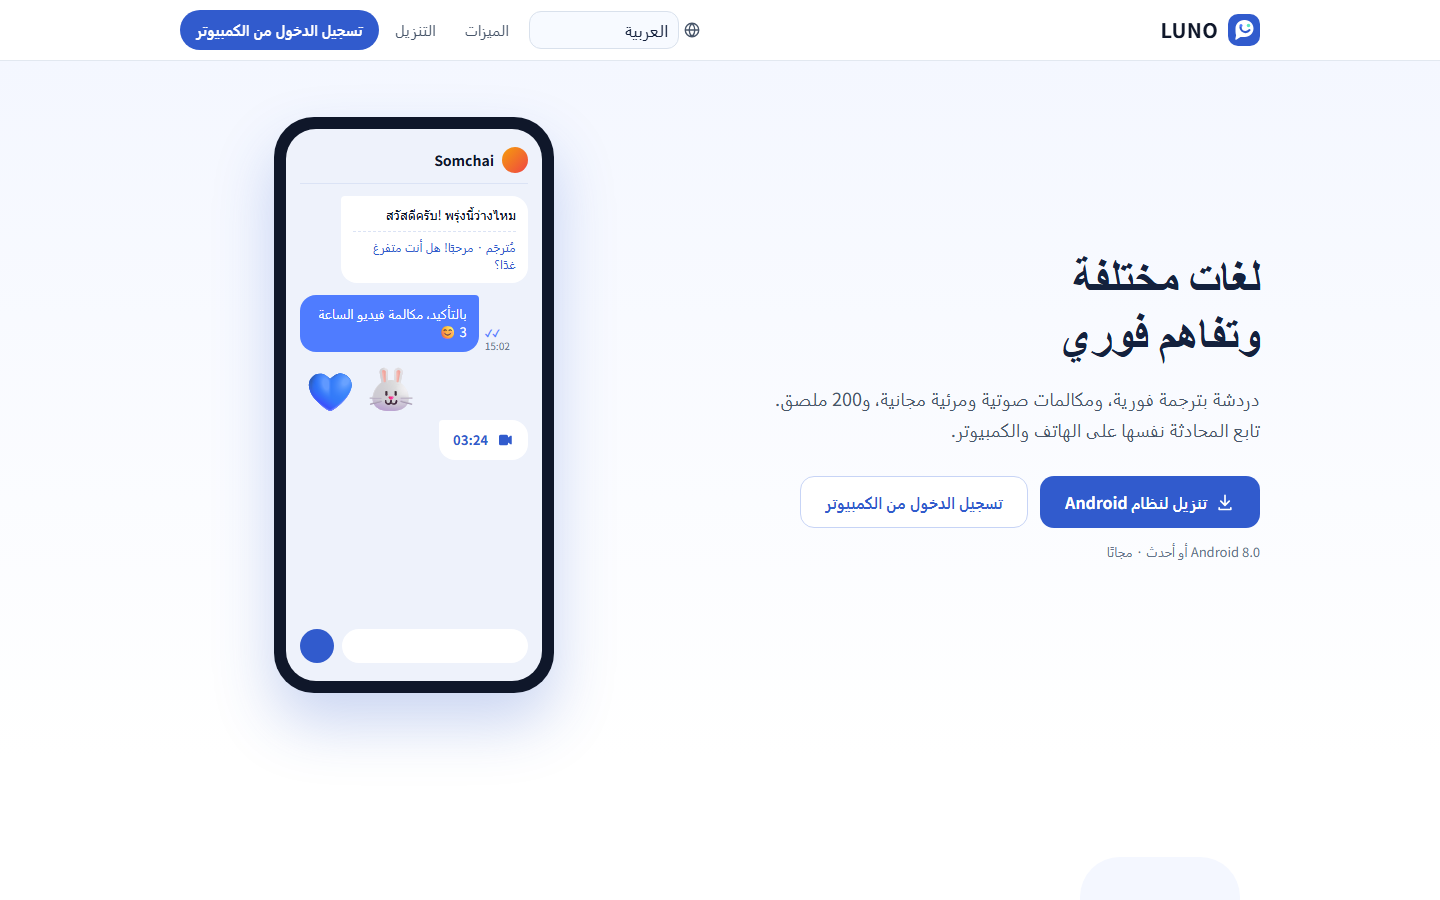 LUNO
العربية
الميزات
التنزيل
تسجيل الدخول من الكمبيوتر
لغات مختلفة
وتفاهم فوري
دردشة بترجمة فورية، ومكالمات صوتية ومرئية مجانية، و200 ملصق.
تابع المحادثة نفسها على الهاتف والكمبيوتر.
تنزيل لنظام Android
تسجيل الدخول من الكمبيوتر
Android 8.0 أو أحدث · مجانًا
Somchai
สวัสดีครับ! พรุ่งนี้ว่างไหม
مُترجَم · مرحبًا! هل أنت متفرغ
غدًا؟
بالتأكيد، مكالمة فيديو الساعة
3 😊
15:02
03:24